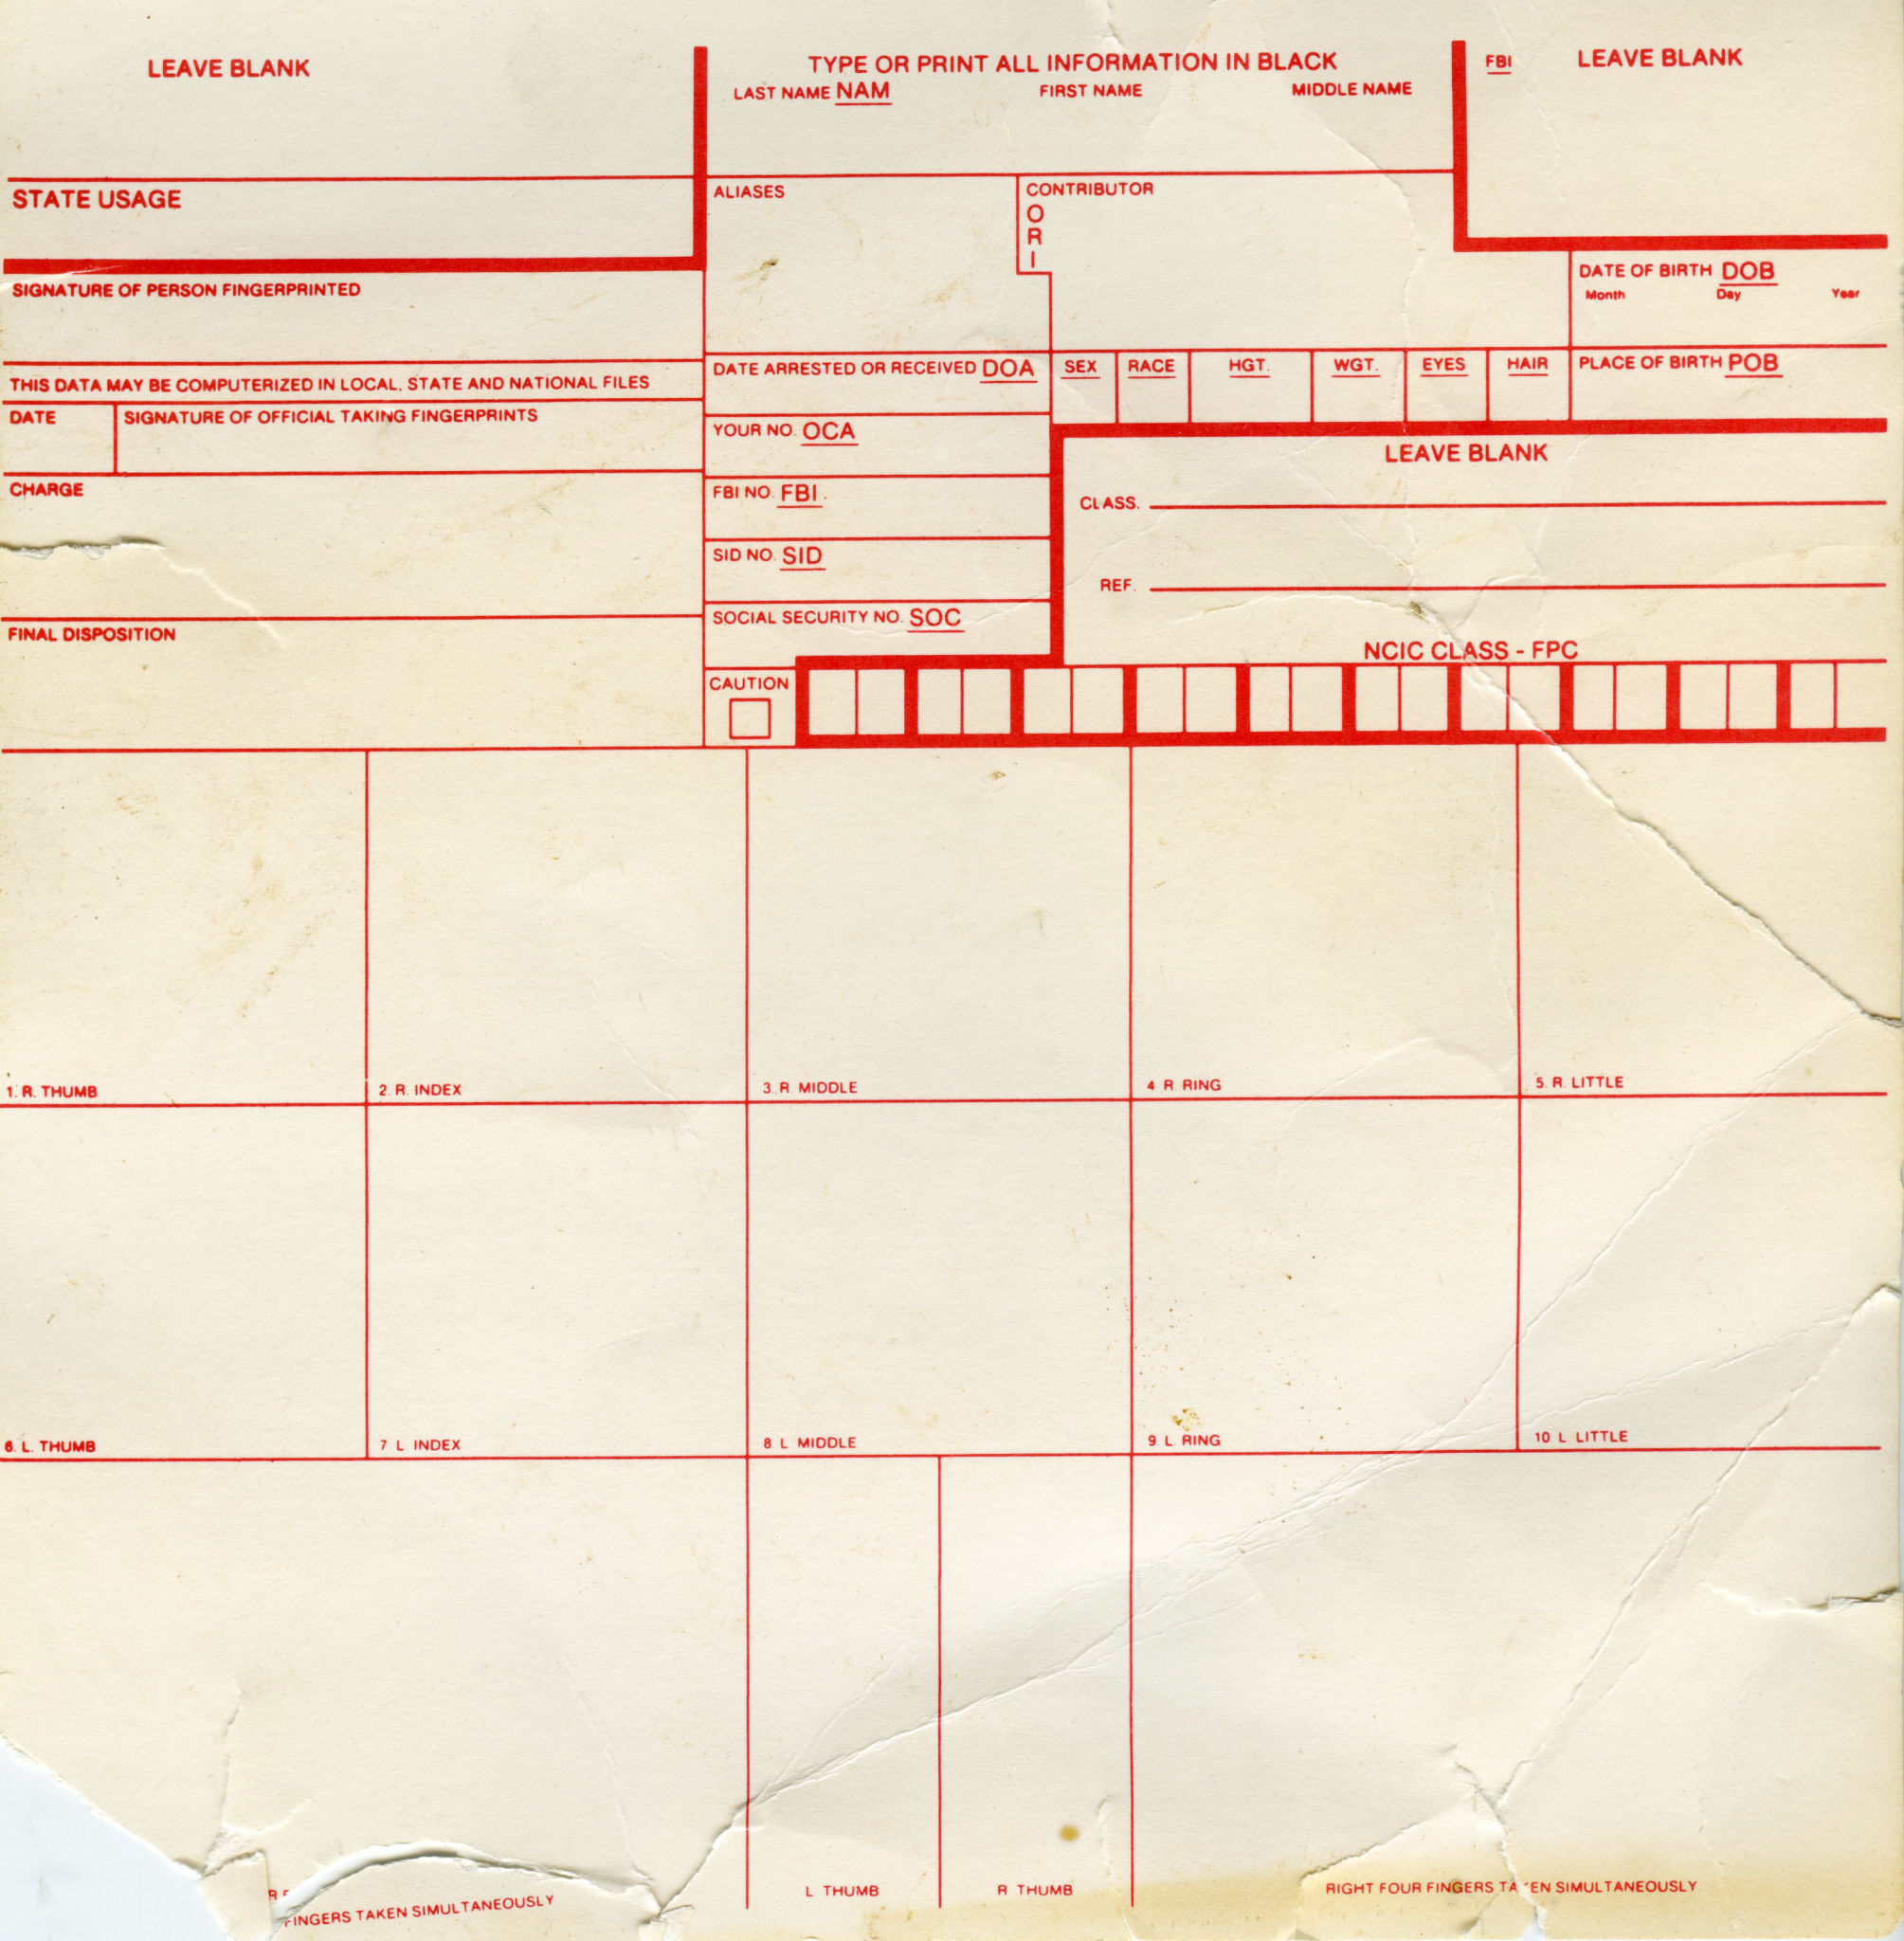 LEAVE BLANK
TYPE OR PRINT ALL INFORMATION IN BLACK
LAST NAME NAM FIRST NAME MIDDLE NAME
FBI LEAVE BLANK
STATE USAGE
ALIASES
CONTRIBUTOR
O
R
I
SIGNATURE OF PERSON FINGERPRINTED
DATE OF BIRTH DOB
Month Day Year
THIS DATA MAY BE COMPUTERIZED IN LOCAL, STATE AND NATIONAL FILES
DATE ARRESTED OR RECEIVED DOA
SEX RACE HGT. WGT. EYES HAIR
PLACE OF BIRTH POB
DATE SIGNATURE OF OFFICIAL TAKING FINGERPRINTS
YOUR NO. OCA
LEAVE BLANK
CHARGE
FBI NO. FBI.
CLASS.
SID NO. SID
REF.
SOCIAL SECURITY NO. SOC
FINAL DISPOSITION
NCIC CLASS - FPC
CAUTION
1. R. THUMB 2. R. INDEX 3. R. MIDDLE 4 R RING 5. R. LITTLE
6. L. THUMB 7 L INDEX 8 L MIDDLE 9 L. RING 10 L LITTLE
FINGERS TAKEN SIMULTANEOUSLY L THUMB R THUMB RIGHT FOUR FINGERS TAKEN SIMULTANEOUSLY